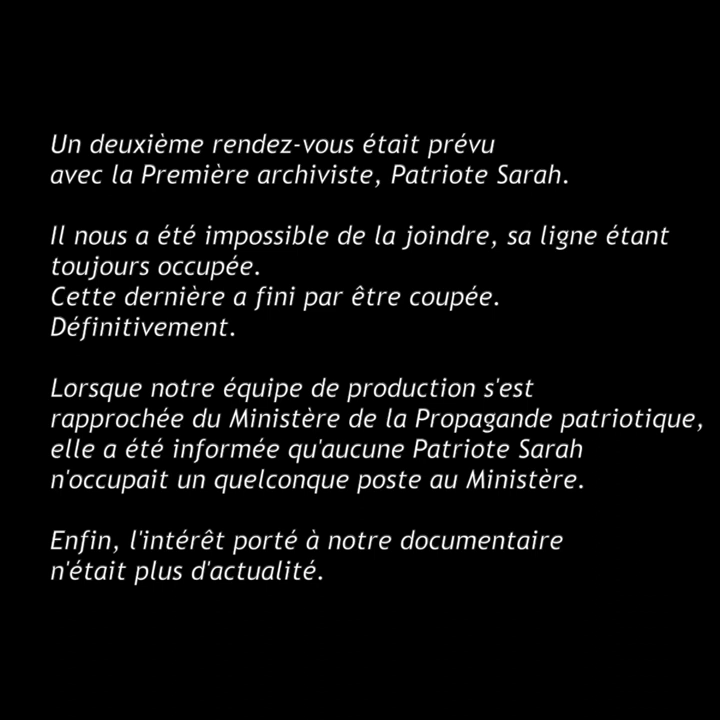 Un deuxième rendez-vous était prévu
avec la Première archiviste, Patriote Sarah.
Il nous a été impossible de la joindre, sa ligne étant
toujours occupée.
Cette dernière a fini par être coupée.
Définitivement.
Lorsque notre équipe de production s'est
rapprochée du Ministère de la Propagande patriotique,
elle a été informée qu'aucune Patriote Sarah
n'occupait un quelconque poste au Ministère.
Enfin, l'intérêt porté à notre documentaire
n'était plus d'actualité.